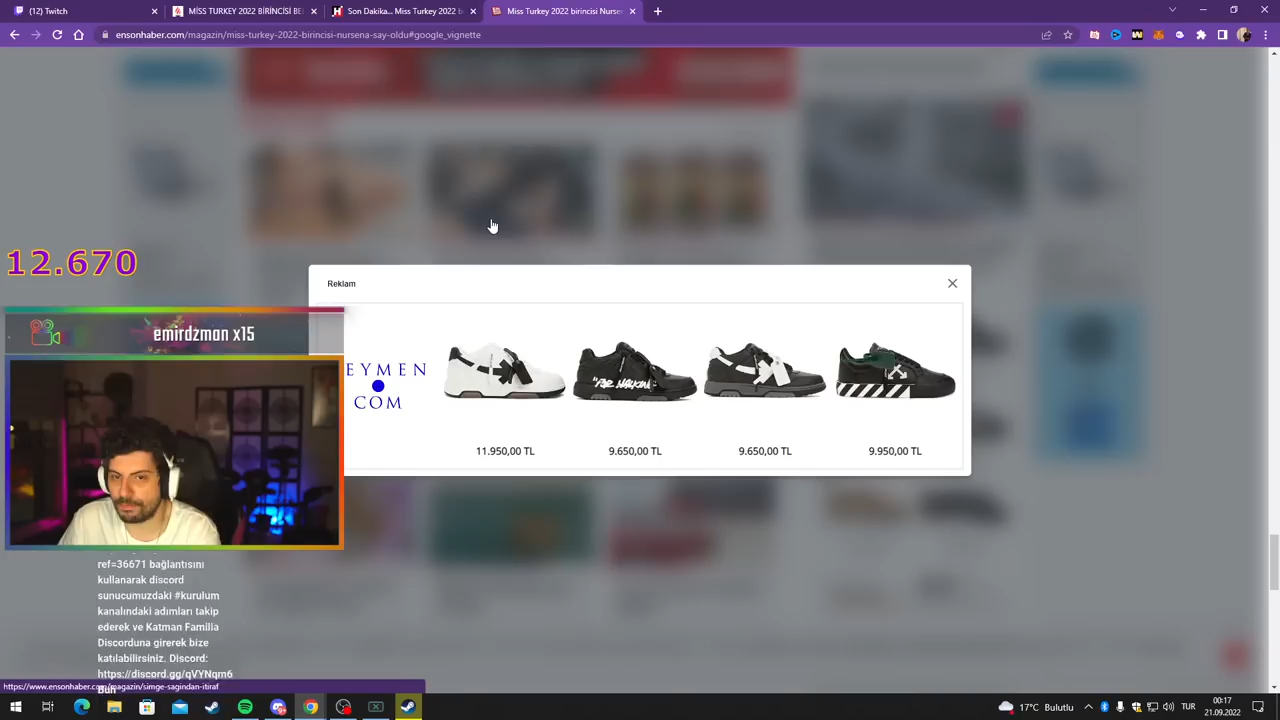 (12) Twitch
MISS TURKEY 2022 BİRİNCİSİ BE
Son Dakika... Miss Turkey 2022 b
Miss Turkey 2022 birincisi Nurser
ensonhaber.com/magazin/miss-turkey-2022-birincisi-nursena-say-oldu#google_vignette
12.670
Reklam
emirdzman x15
EYMEN
COM
11.950,00 TL
9.650,00 TL
9.650,00 TL
9.950,00 TL
ref=36671 bağlantısını
kullanarak discord
sunucumuzdaki #kurulum
kanalındaki adımları takip
ederek ve Katman Familia
Discorduna girerek bize
katılabilirsiniz. Discord:
https://discord.gg/qVYNqm6
Bun
https://www.ensonhaber.com/magazin/simge-sagindan-itiraf
17°C Bulutlu
TUR
00:17
21.09.2022